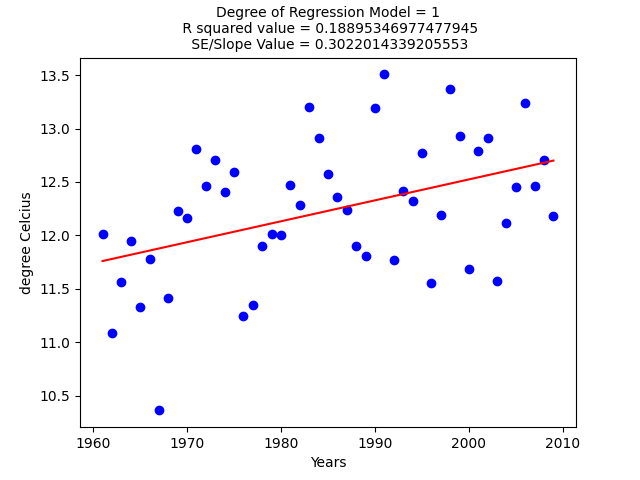 Degree of Regression Model = 1
R squared value = 0.18895346977477945
SE/Slope Value = 0.3022014339205553
13.5
13.0
12.5
12.0
11.5
11.0
10.5
degree Celcius
1960 1970 1980 1990 2000 2010
Years